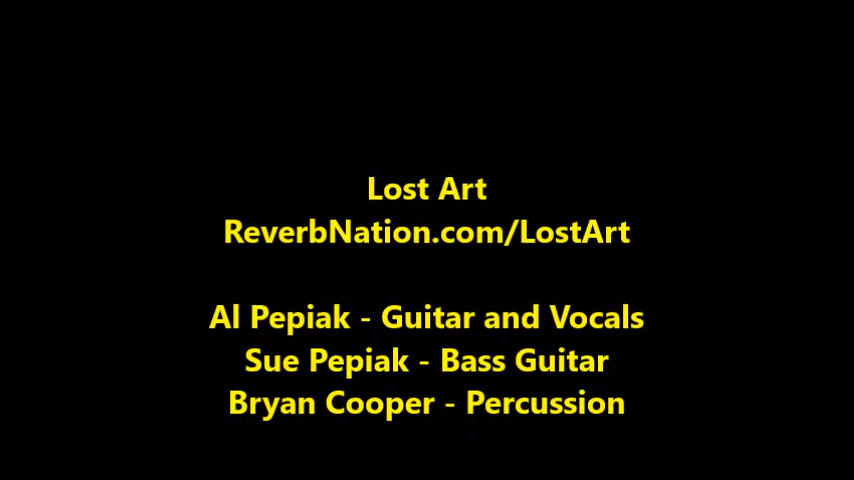 Lost Art
ReverbNation.com/LostArt
Al Pepiak - Guitar and Vocals
Sue Pepiak - Bass Guitar
Bryan Cooper - Percussion